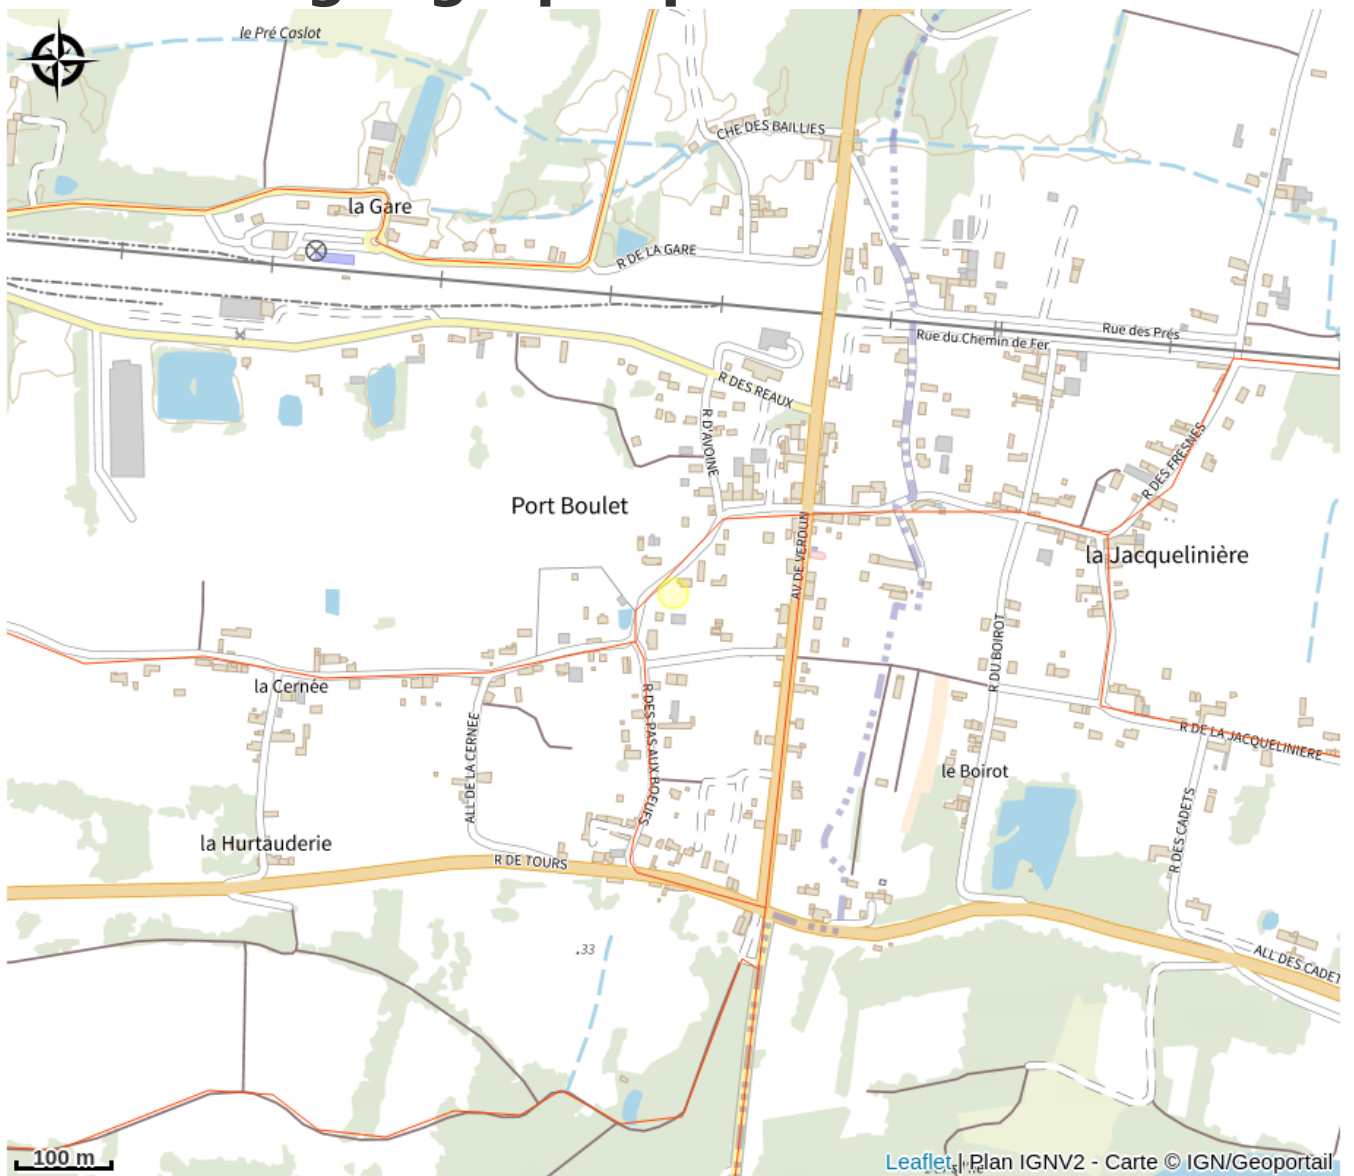 le Pré Caslot
CHE DES BAILLIES
la Gare
R DE LA GARE
Rue des Prés
Rue du Chemin de Fer
R DES REAUX
R D'AVOINE
R DES FRESNES
Port Boulet
AV DE VERDUN
la Jacquelinière
R DU BOIROT
la Cernée
R DES PAS AUX BOEUFS
ALL DE LA CERNEE
R DE LA JACQUELINIERE
le Boirot
R DES CADETS
la Hurtauderie
R DE TOURS
.33
ALL DES CADET
100 m
Leaflet | Plan IGNV2 - Carte © IGN/Geoportail